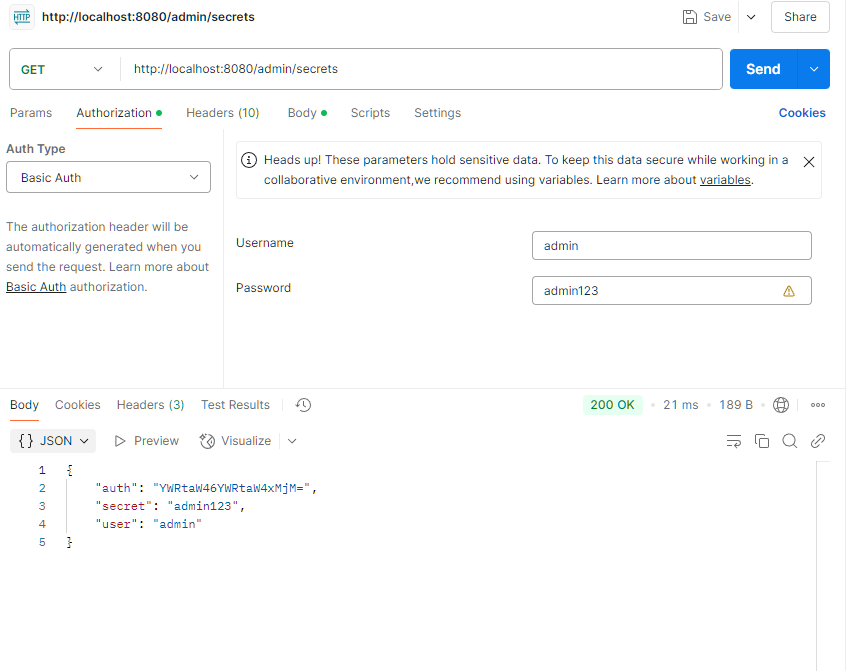 HTTP http://localhost:8080/admin/secrets Save Share
GET http://localhost:8080/admin/secrets Send
Params Authorization Headers (10) Body Scripts Settings Cookies
Auth Type
Basic Auth
The authorization header will be
automatically generated when you
send the request. Learn more about
Basic Auth authorization.
Heads up! These parameters hold sensitive data. To keep this data secure while working in a
collaborative environment,we recommend using variables. Learn more about variables.
Username admin
Password admin123
Body Cookies Headers (3) Test Results 200 OK • 21 ms • 189 B •
{} JSON Preview Visualize
1 {
2 "auth": "YWRtaW46YWRtaW4xMjM=",
3 "secret": "admin123",
4 "user": "admin"
5 }